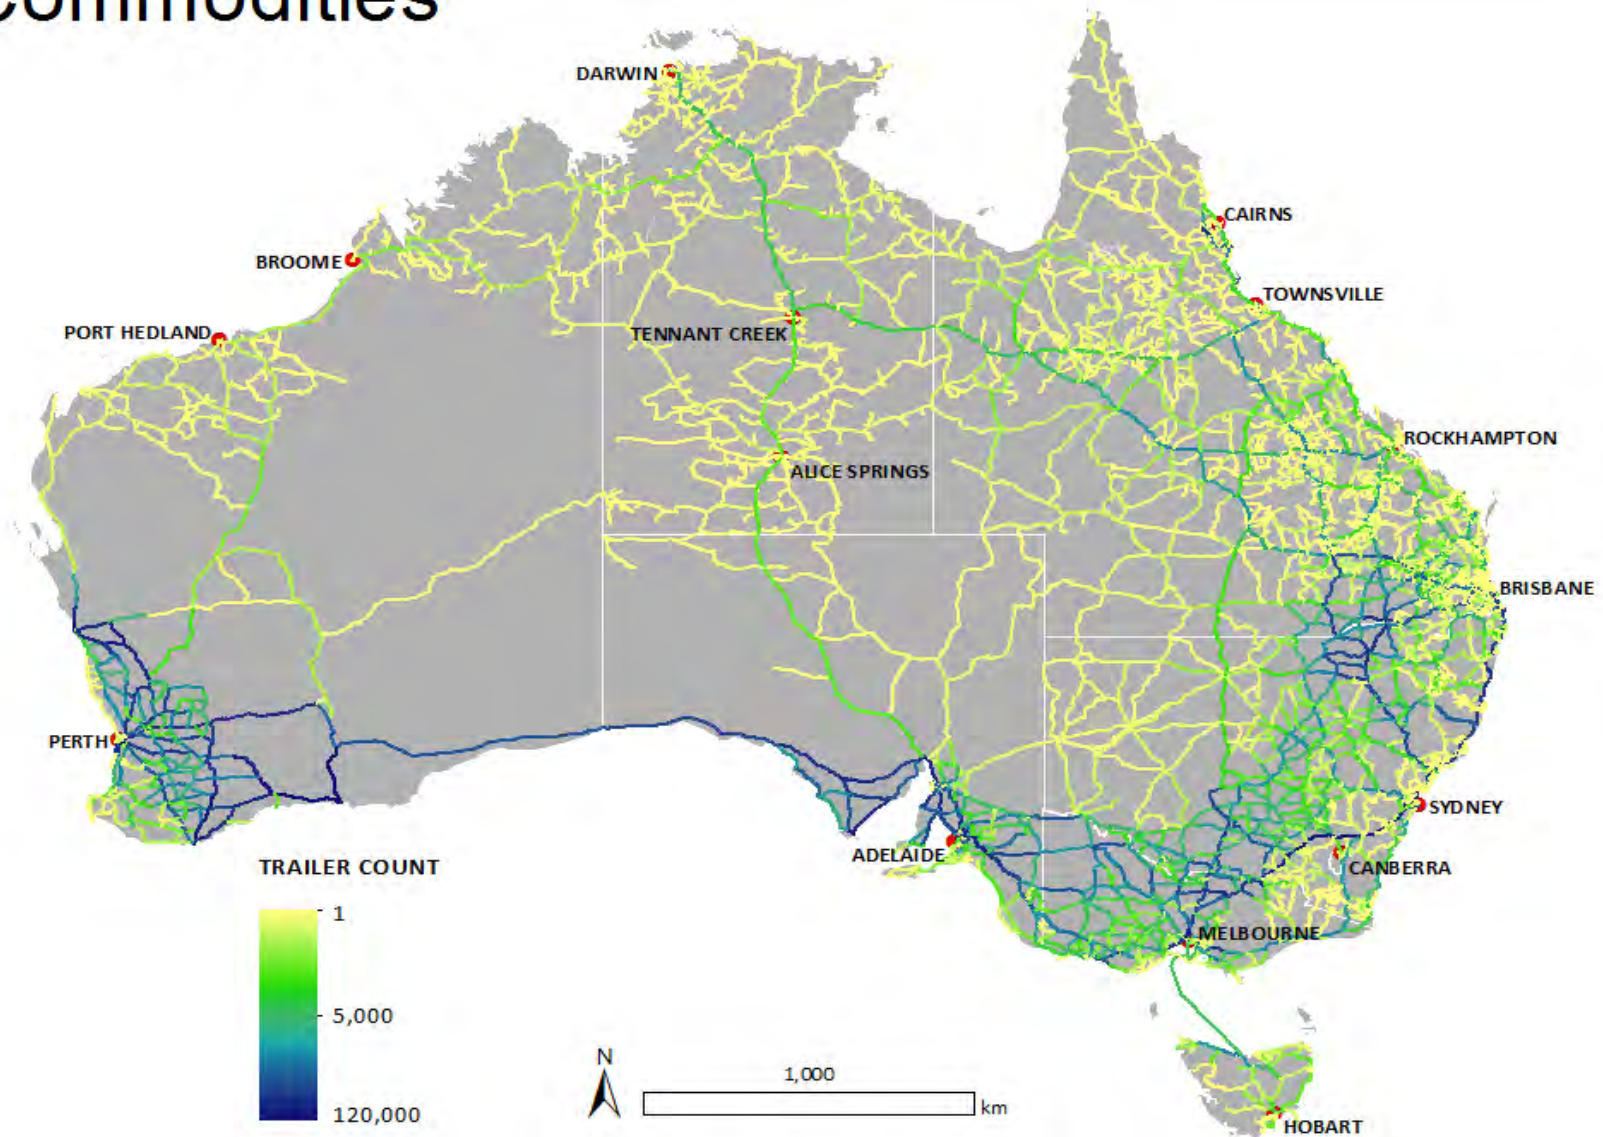 Commodities
DARWIN
CAIRNS
BROOME
TOWNSVILLE
PORT HEDLAND
TENNANT CREEK
ROCKHAMPTON
ALICE SPRINGS
BRISBANE
PERTH
SYDNEY
ADELAIDE
CANBERRA
TRAILER COUNT
1
MELBOURNE
5,000
N
1,000
km
120,000
HOBART